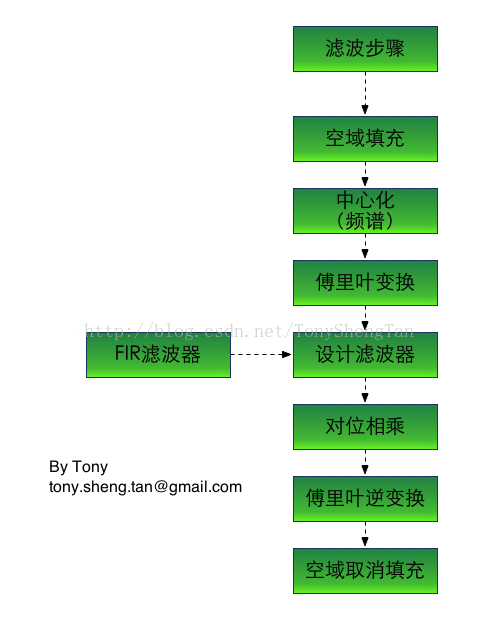 滤波步骤
空域填充
中心化
（频谱）
傅里叶变换
http://blog.csdn.net/TonyShengTan
FIR滤波器
设计滤波器
对位相乘
By Tony
tony.sheng.tan@gmail.com
傅里叶逆变换
空域取消填充